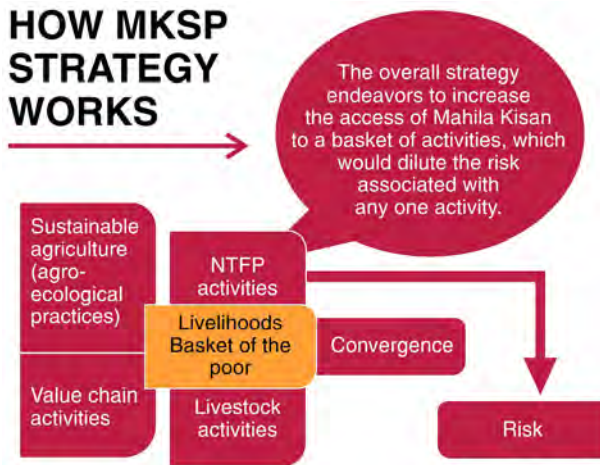 HOW MKSP
STRATEGY
WORKS
The overall strategy
endeavors to increase
the access of Mahila Kisan
to a basket of activities, which
would dilute the risk
associated with
any one activity.
Sustainable
agriculture
(agro-
ecological
practices)
NTFP
activities
Livelihoods
Basket of the
poor
Convergence
Value chain
activities
Livestock
activities
Risk